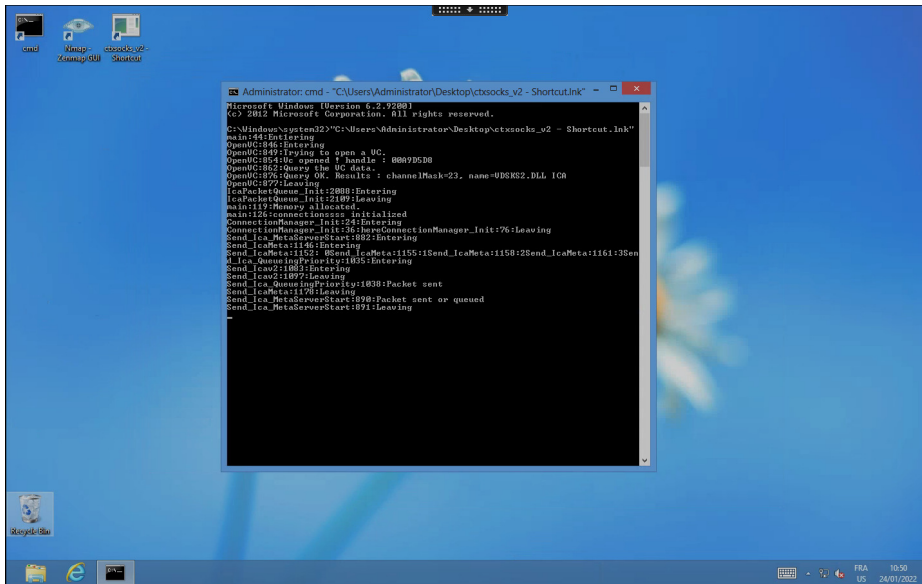 cmd
Nmap -
Zenmap GUI
ctxsocks_v2 -
Shortcut
Administrator: cmd - "C:\Users\Administrator\Desktop\ctxsocks_v2 - Shortcut.lnk"
Microsoft Windows [Version 6.2.9200]
(c) 2012 Microsoft Corporation. All rights reserved.
C:\Windows\system32>"C:\Users\Administrator\Desktop\ctxsocks_v2 - Shortcut.lnk"
main:44:Entiering
OpenVC:846:Entering
OpenVC:849:Trying to open a VC.
OpenVC:854:Vc opened ! handle : 00A9D5D8
OpenVC:862:Query the VC data.
OpenVC:876:Query OK. Results : channelMask=23, name=VDSKS2.DLL ICA
OpenVC:877:Leaving
IcaPacketQueue_Init:2088:Entering
IcaPacketQueue_Init:2109:Leaving
main:119:Memory allocated.
main:126:connectionssss initialized
ConnectionManager_Init:24:Entering
ConnectionManager_Init:36:hereConnectionManager_Init:76:Leaving
Send_Ica_MetaServerStart:882:Entering
Send_IcaMeta:1146:Entering
Send_IcaMeta:1152: 0Send_IcaMeta:1155:1Send_IcaMeta:1158:2Send_IcaMeta:1161:3Sen
d_Ica_QueueingPriority:1035:Entering
Send_Icav2:1083:Entering
Send_Icav2:1097:Leaving
Send_Ica_QueueingPriority:1038:Packet sent
Send_IcaMeta:1178:Leaving
Send_Ica_MetaServerStart:890:Packet sent or queued
Send_Ica_MetaServerStart:891:Leaving
Recycle Bin
FRA
US
10:50
24/01/2022